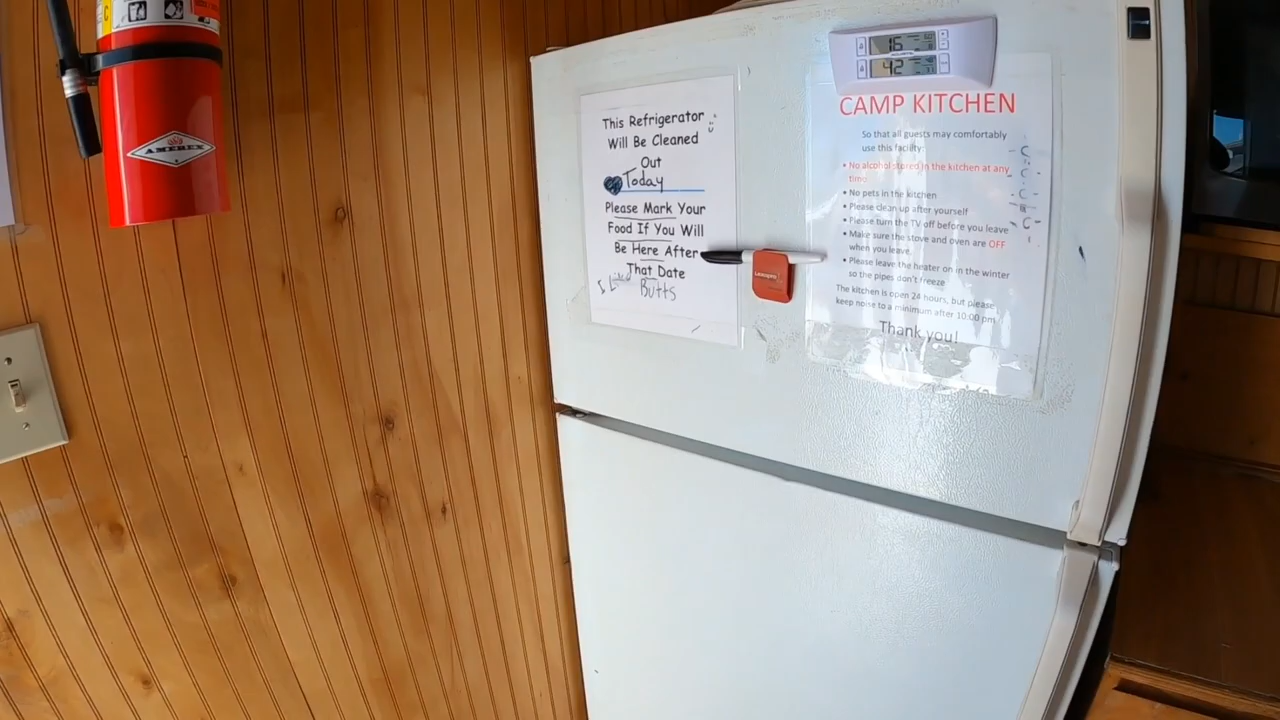 AMEREX
This Refrigerator
Will Be Cleaned
Out
Today
Please Mark Your
Food If You Will
Be Here After
That Date
Butts
16
42
CAMP KITCHEN
So that all guests may comfortably
use this facility:
• No alcohol stored in the kitchen at any
time
• No pets in the kitchen
• Please clean up after yourself
• Please turn the TV off before you leave
• Make sure the stove and oven are OFF
when you leave.
• Please leave the heater on in the winter
so the pipes don't freeze
The kitchen is open 24 hours, but please
keep noise to a minimum after 10:00 pm
Thank you!